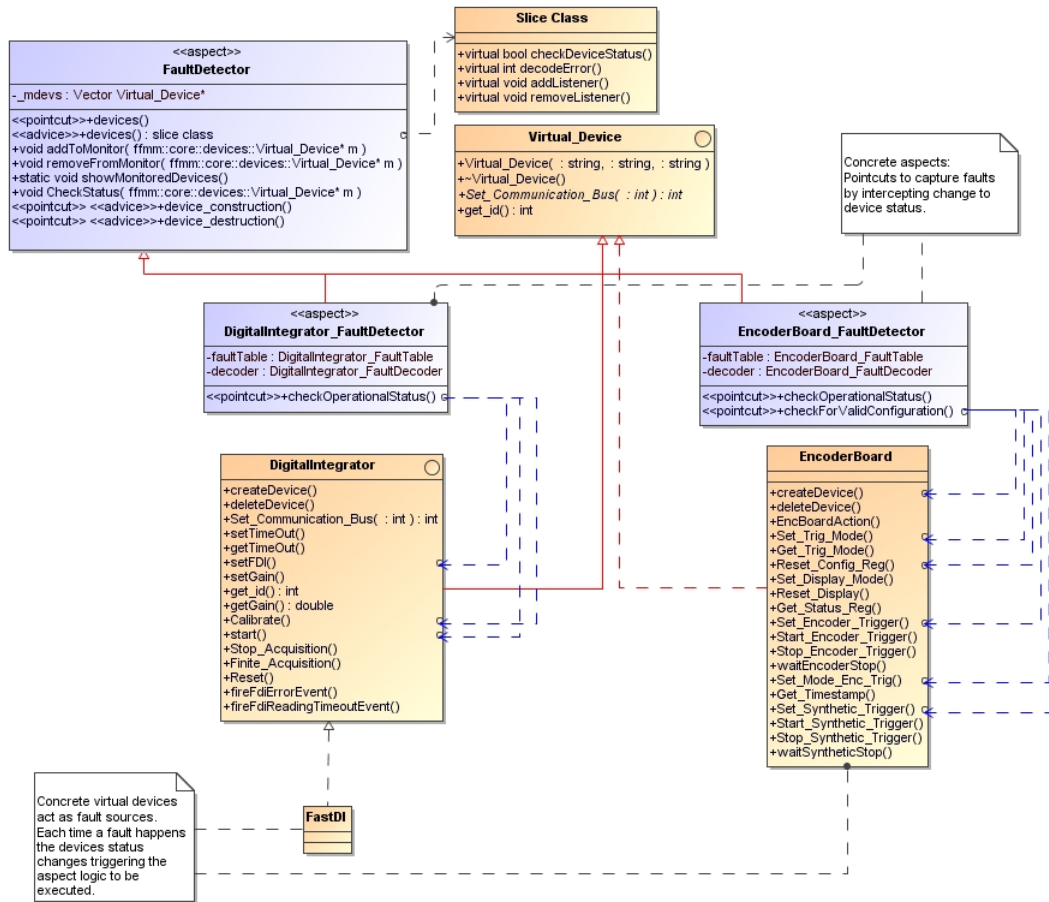 Slice Class
+virtual bool checkDeviceStatus()
+virtual int decodeError()
+virtual void addListener()
+virtual void removeListener()
<<aspect>>
FaultDetector
-_mdevs : Vector Virtual_Device*
<<pointcut>>+devices()
<<advice>>+devices() : slice class
+void addToMonitor( ffmm::core::devices::Virtual_Device* m )
+void removeFromMonitor( ffmm::core::devices::Virtual_Device* m )
+static void showMonitoredDevices()
+void CheckStatus( ffmm::core::devices::Virtual_Device* m )
<<pointcut>> <<advice>>+device_construction()
<<pointcut>> <<advice>>+device_destruction()
Virtual_Device
+Virtual_Device( : string, : string, : string )
+~Virtual_Device()
+Set_Communication_Bus( : int ) : int
+get_id() : int
Concrete aspects:
Pointcuts to capture faults
by intercepting change to
device status.
<<aspect>>
DigitalIntegrator_FaultDetector
-faultTable : DigitalIntegrator_FaultTable
-decoder : DigitalIntegrator_FaultDecoder
<<pointcut>>+checkOperationalStatus()
<<aspect>>
EncoderBoard_FaultDetector
-faultTable : EncoderBoard_FaultTable
-decoder : EncoderBoard_FaultDecoder
<<pointcut>>+checkOperationalStatus()
<<pointcut>>+checkForValidConfiguration()
DigitalIntegrator
+createDevice()
+deleteDevice()
+Set_Communication_Bus( : int ) : int
+setTimeOut()
+getTimeOut()
+setFDI()
+setGain()
+get_id() : int
+getGain() : double
+Calibrate()
+start()
+Stop_Acquisition()
+Finite_Acquisition()
+Reset()
+fireFdiErrorEvent()
+fireFdiReadingTimeoutEvent()
EncoderBoard
+createDevice()
+deleteDevice()
+EncBoardAction()
+Set_Trig_Mode()
+Get_Trig_Mode()
+Reset_Config_Reg()
+Set_Display_Mode()
+Reset_Display()
+Get_Status_Reg()
+Set_Encoder_Trigger()
+Start_Encoder_Trigger()
+Stop_Encoder_Trigger()
+waitEncoderStop()
+Set_Mode_Enc_Trig()
+Get_Timestamp()
+Set_Synthetic_Trigger()
+Start_Synthetic_Trigger()
+Stop_Synthetic_Trigger()
+waitSyntheticStop()
Concrete virtual devices
act as fault sources.
Each time a fault happens
the devices status
changes triggering the
aspect logic to be
executed.
FastDI